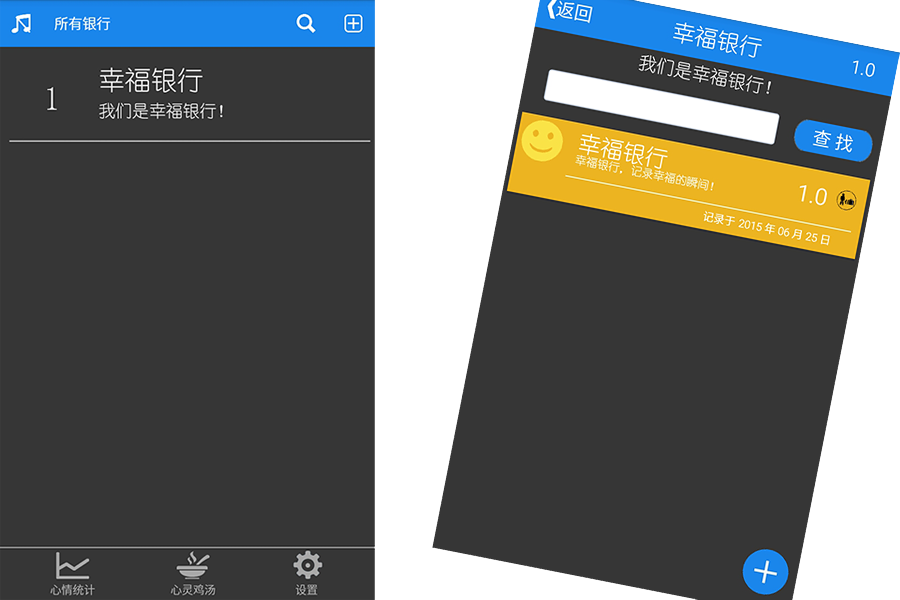 所有银行
1
幸福银行
我们是幸福银行!
心情统计
心灵鸡汤
设置
返回
幸福银行
1.0
我们是幸福银行!
查找
幸福银行
幸福银行，记录幸福的瞬间!
1.0
记录于 2015 年 06 月 25 日